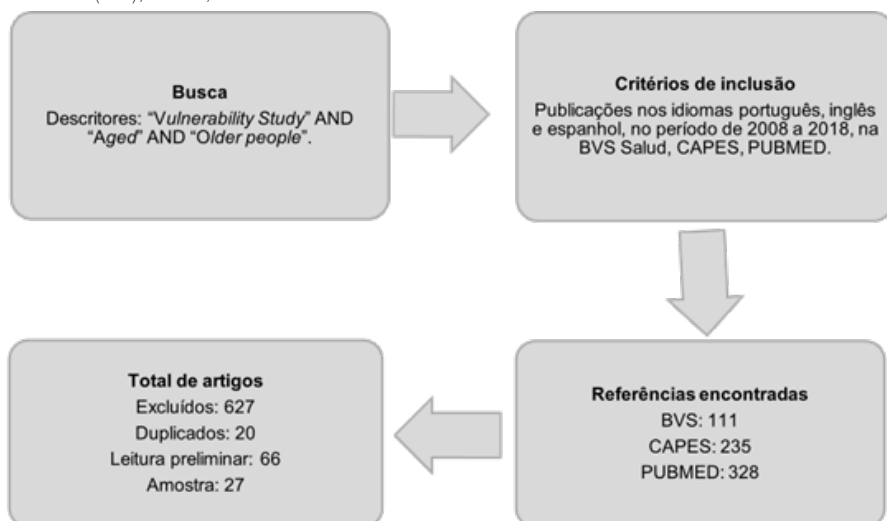 Busca
Descritores: “Vulnerability Study” AND
“Aged” AND “Older people”.
Critérios de inclusão
Publicações nos idiomas português, inglês
e espanhol, no período de 2008 a 2018, na
BVS Salud, CAPES, PUBMED.
Referências encontradas
BVS: 111
CAPES: 235
PUBMED: 328
Total de artigos
Excluídos: 627
Duplicados: 20
Leitura preliminar: 66
Amostra: 27